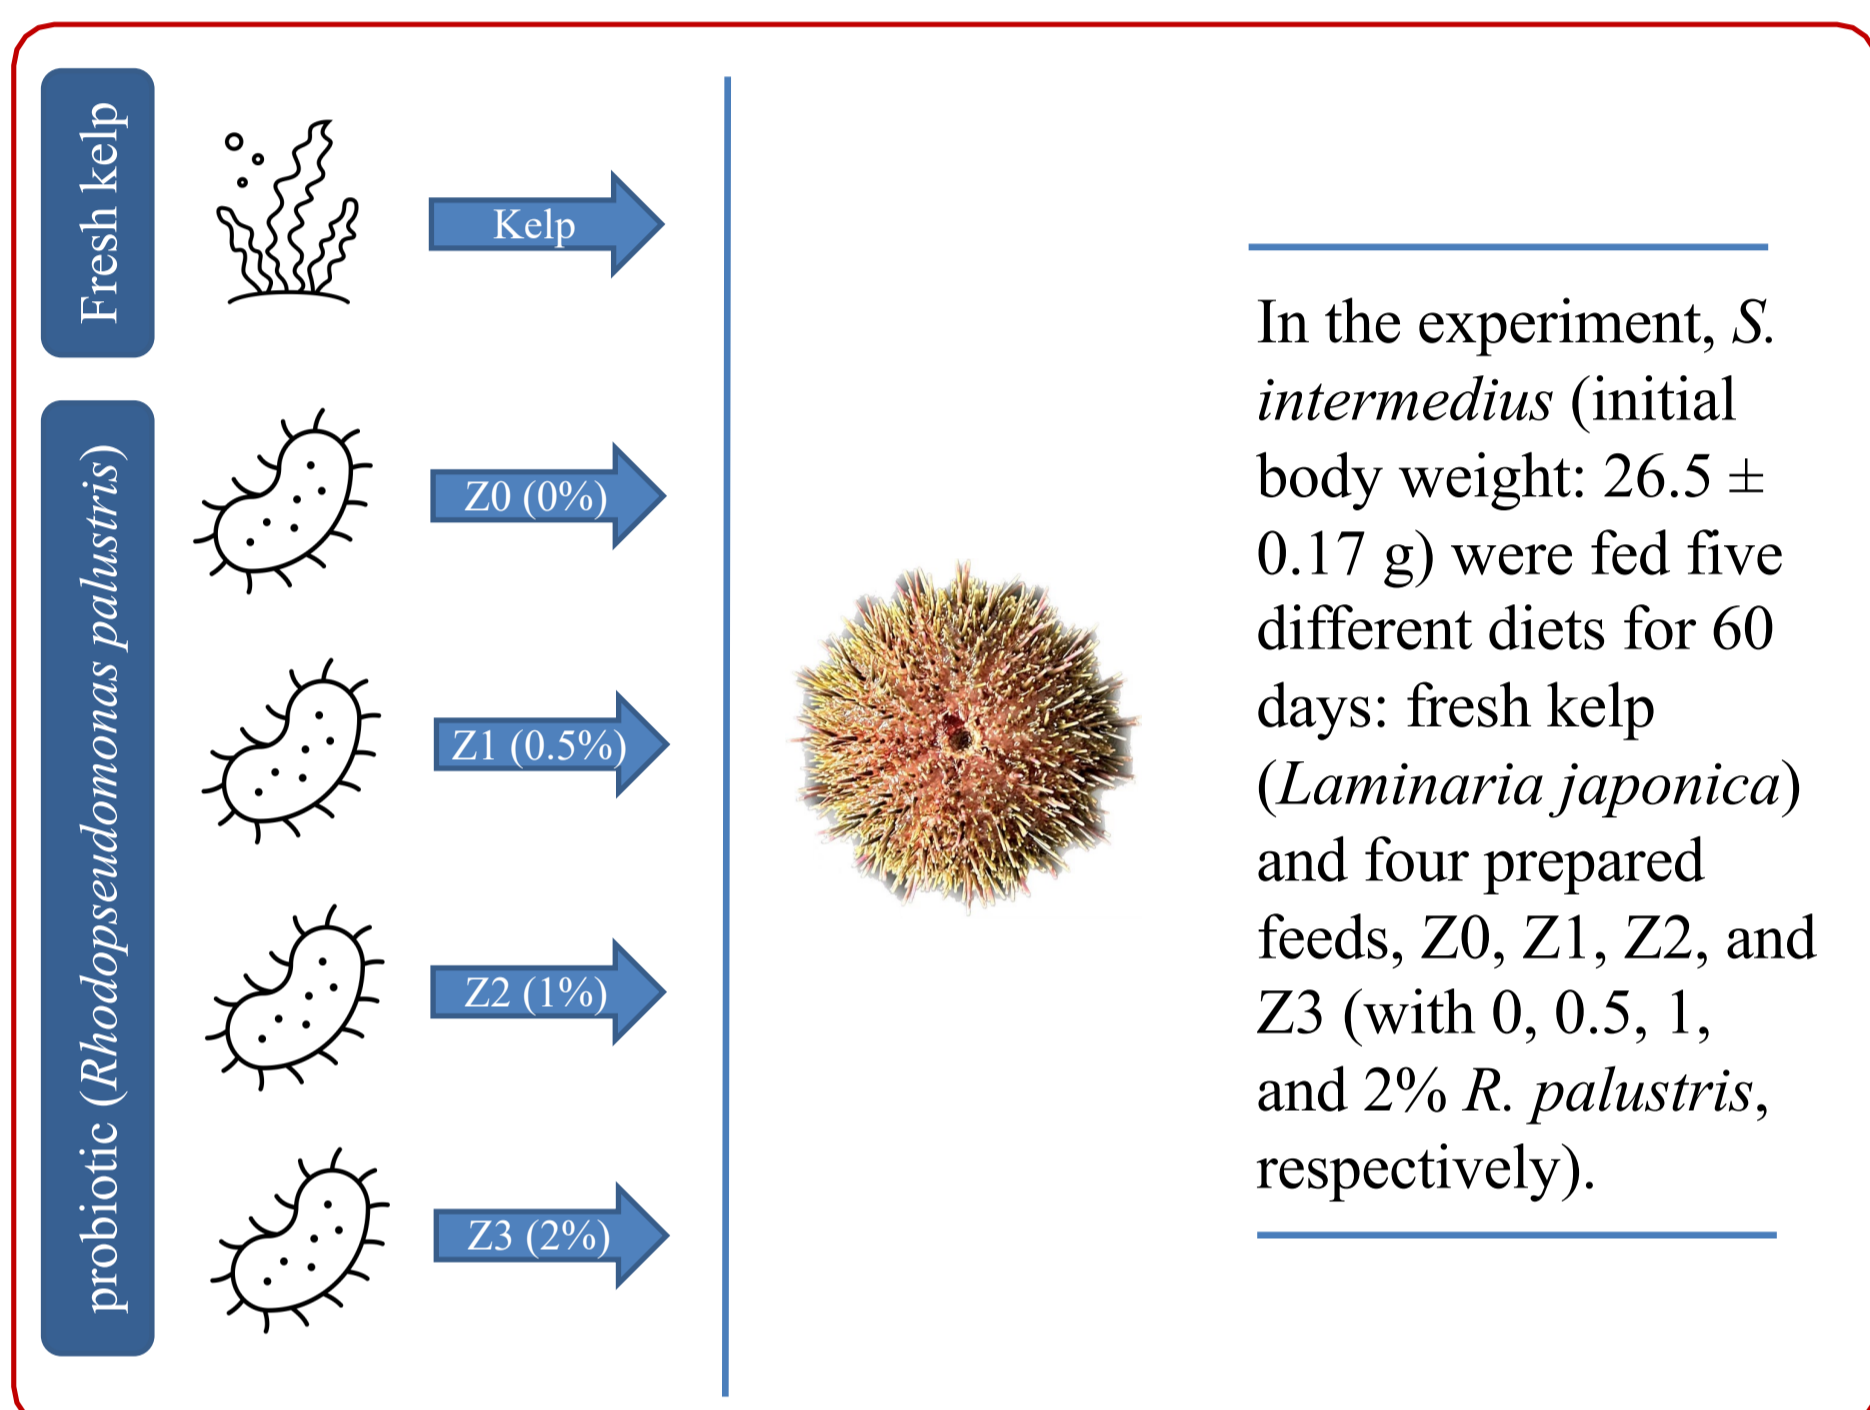 Fresh kelp
Kelp
probiotic (Rhodopseudomonas palustris)
Z0 (0%)
Z1 (0.5%)
Z2 (1%)
Z3 (2%)
In the experiment, S.
intermedius (initial
body weight: 26.5 ±
0.17 g) were fed five
different diets for 60
days: fresh kelp
(Laminaria japonica)
and four prepared
feeds, Z0, Z1, Z2, and
Z3 (with 0, 0.5, 1,
and 2% R. palustris,
respectively).